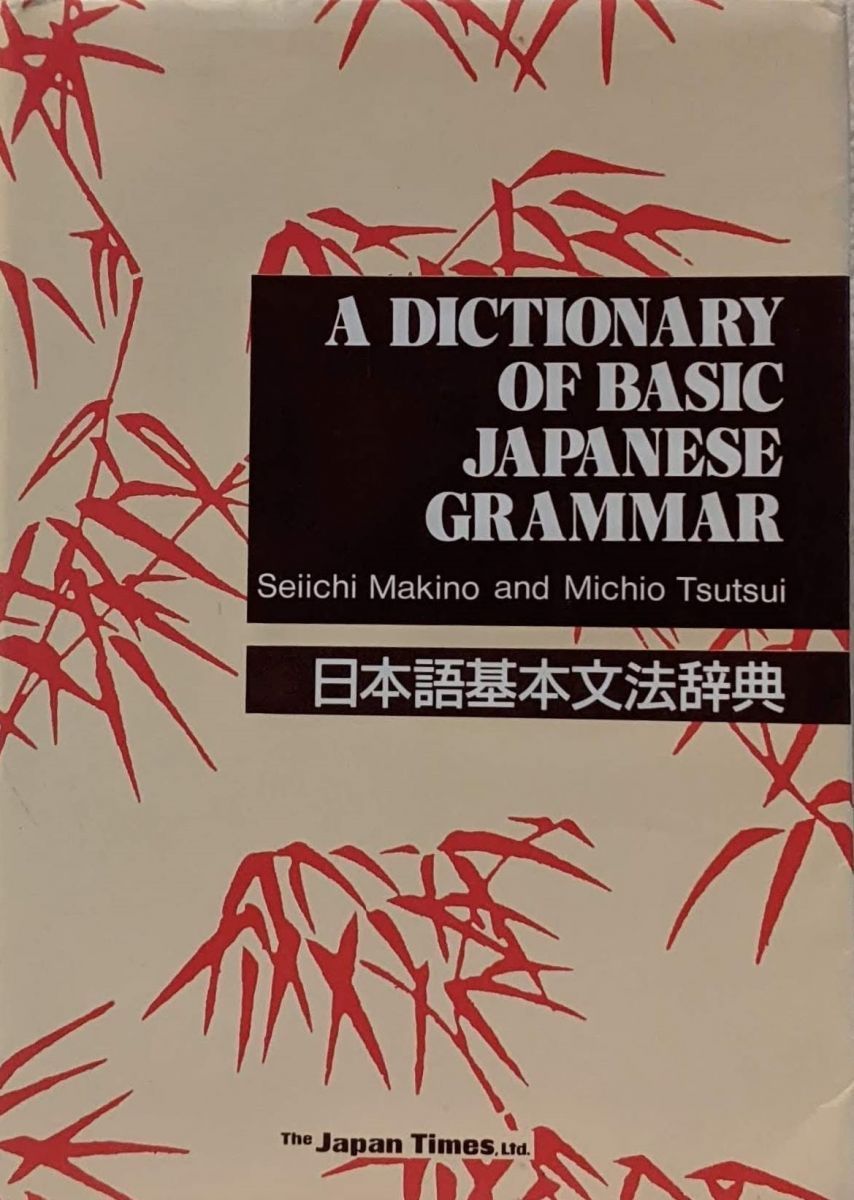 A DICTIONARY
OF BASIC
JAPANESE
GRAMMAR
Seiichi Makino and Michio Tsutsui
日本語基本文法辞典
The Japan Times, Ltd.